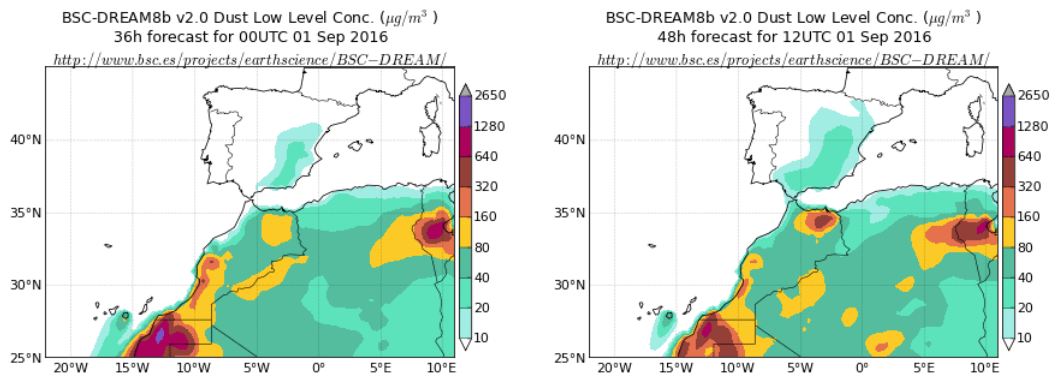 BSC-DREAM8b v2.0 Dust Low Level Conc. (μg/m³ )
36h forecast for 00UTC 01 Sep 2016
http://www.bsc.es/projects/earthscience/BSC−DREAM/
40°N
35°N
30°N
25°N
20°W
15°W
10°W
5°W
0°
5°E
10°E
2650
1280
640
320
160
80
40
20
10
BSC-DREAM8b v2.0 Dust Low Level Conc. (μg/m³ )
48h forecast for 12UTC 01 Sep 2016
http://www.bsc.es/projects/earthscience/BSC−DREAM/
40°N
35°N
30°N
25°N
20°W
15°W
10°W
5°W
0°
5°E
10°E
2650
1280
640
320
160
80
40
20
10